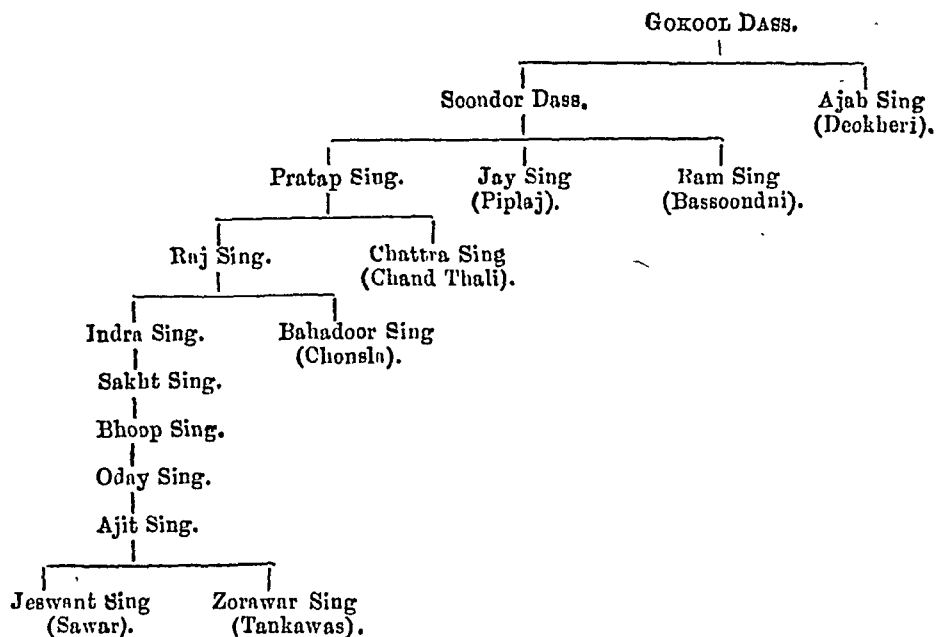 GOKOOL DASS.
Soondor Dass. Ajab Sing
(Deokheri).
Pratap Sing. Jay Sing Ram Sing
(Piplaj). (Bassoondni).
Raj Sing. Chattra Sing
(Chand Thali).
Indra Sing. Bahadoor Sing
(Chonsla).
Sakht Sing.
Bhoop Sing.
Oday Sing.
Ajit Sing.
Jeswant Sing Zorawar Sing
(Sawar). (Tankawas).